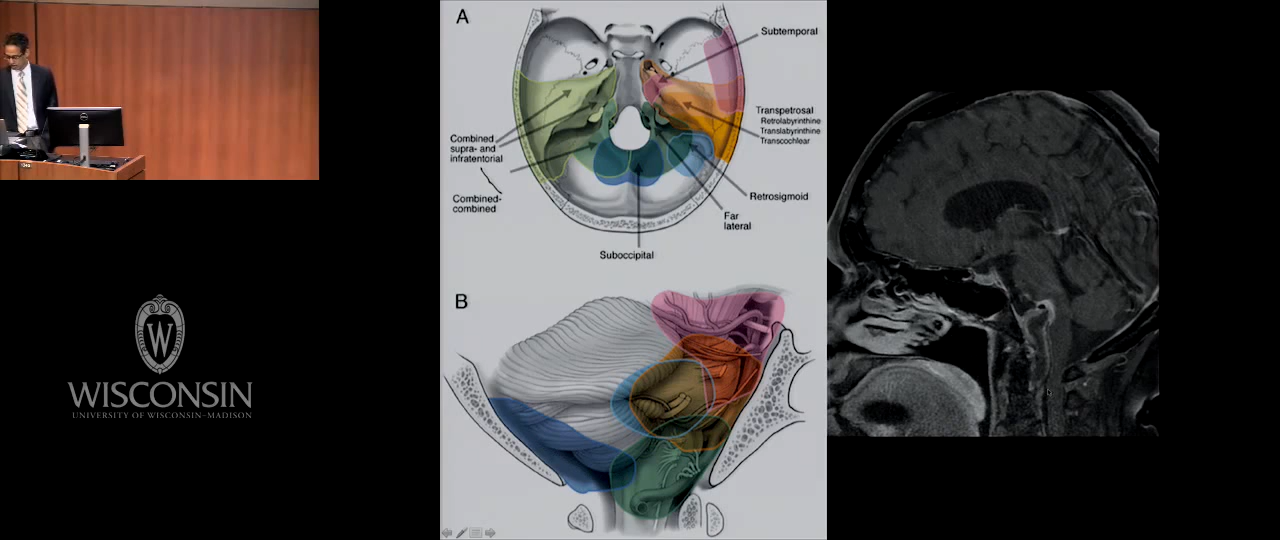 A
Subtemporal
Transpetrosal
Retrolabyrinthine
Translabyrinthine
Transcochlear
Combined
supra- and
infratentorial
Combined-
combined
Retrosigmoid
Far
lateral
Suboccipital
B
W
WISCONSIN
UNIVERSITY OF WISCONSIN–MADISON